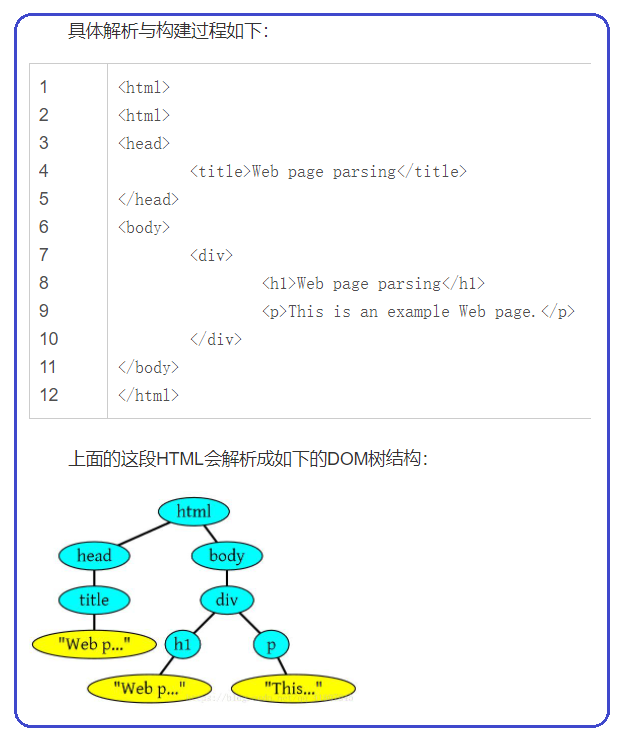 具体解析与构建过程如下：
1 <html>
2 <html>
3 <head>
4 <title>Web page parsing</title>
5 </head>
6 <body>
7 <div>
8 <h1>Web page parsing</h1>
9 <p>This is an example Web page.</p>
10 </div>
11 </body>
12 </html>
上面的这段HTML会解析成如下的DOM树结构：
html
head body
title div
"Web p..." h1 p
"Web p..." "This..."